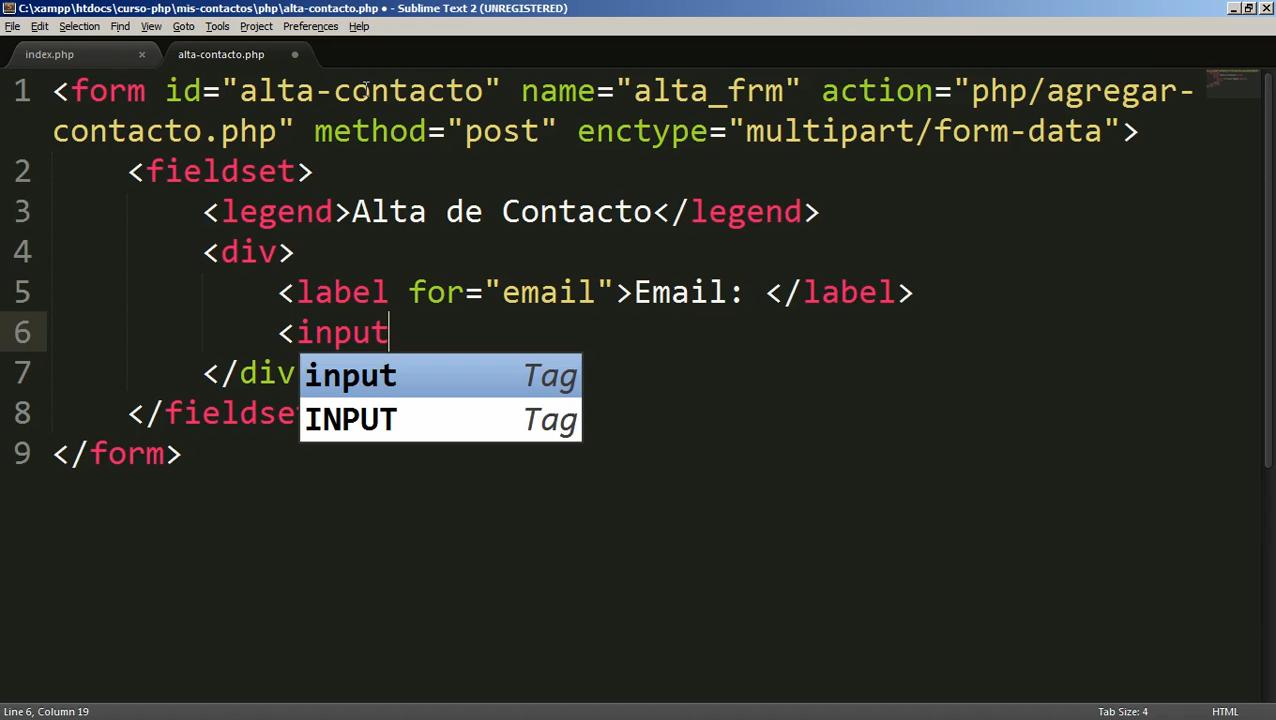 C:\xampp\htdocs\curso-php\mis-contactos\php\alta-contacto.php • - Sublime Text 2 (UNREGISTERED)
File Edit Selection Find View Goto Tools Project Preferences Help
index.php × alta-contacto.php
1 <form id="alta-contacto" name="alta_frm" action="php/agregar-
contacto.php" method="post" enctype="multipart/form-data">
2 <fieldset>
3 <legend>Alta de Contacto</legend>
4 <div>
5 <label for="email">Email: </label>
6 <input
input Tag
7 </div
INPUT Tag
8 </fieldset
9 </form>
Line 6, Column 19 Tab Size: 4 HTML